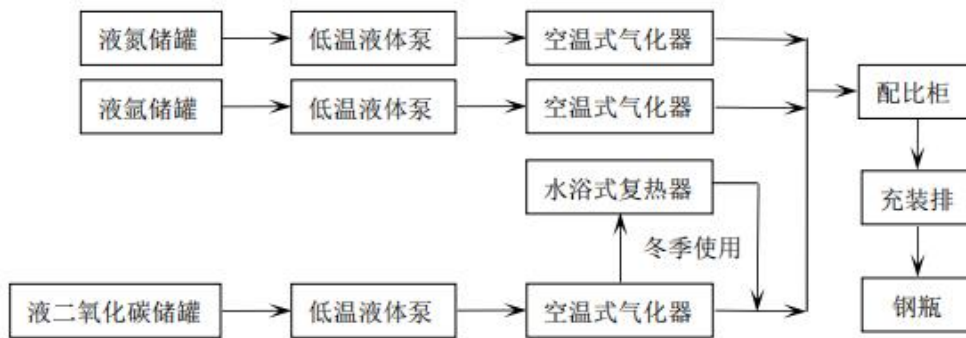 液氮储罐
低温液体泵
空温式气化器
液氩储罐
低温液体泵
空温式气化器
配比柜
水浴式复热器
充装排
冬季使用
液二氧化碳储罐
低温液体泵
空温式气化器
钢瓶